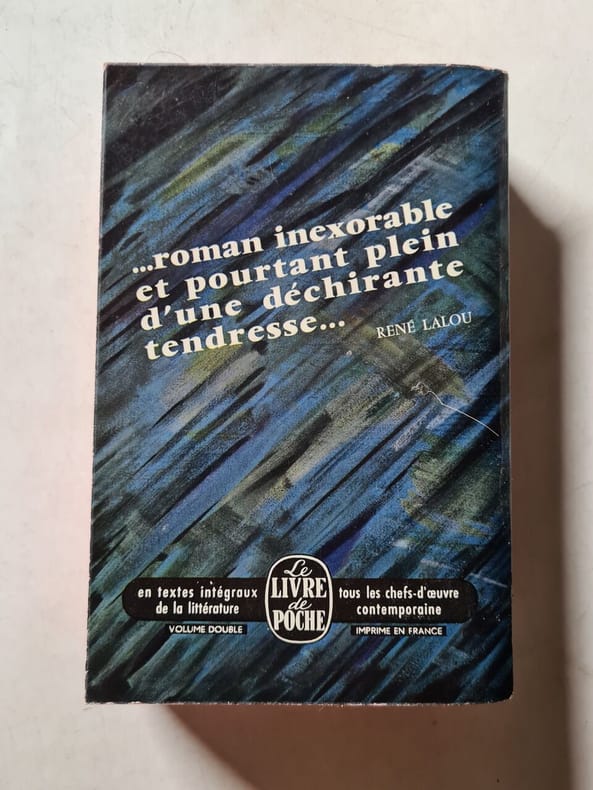 ...roman inexorable
et pourtant plein
d'une déchirante
tendresse...
RENÉ LALOU
en textes intégraux
de la littérature
VOLUME DOUBLE
Le
LIVRE
de
POCHE
tous les chefs-d'œuvre
contemporaine
IMPRIME EN FRANCE